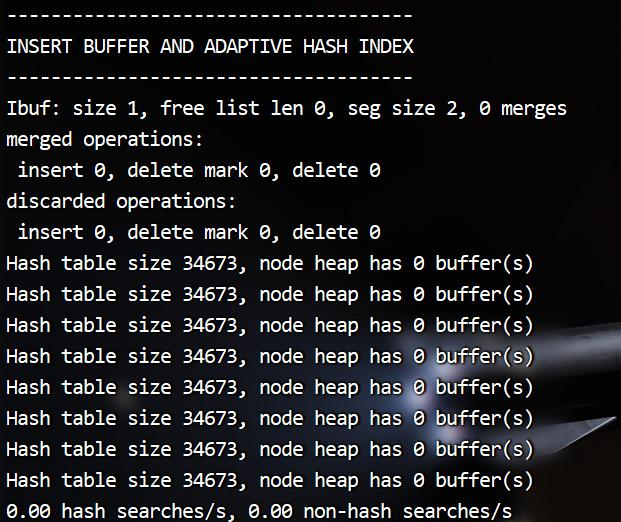 -------------------------------------
INSERT BUFFER AND ADAPTIVE HASH INDEX
-------------------------------------
Ibuf: size 1, free list len 0, seg size 2, 0 merges
merged operations:
 insert 0, delete mark 0, delete 0
discarded operations:
 insert 0, delete mark 0, delete 0
Hash table size 34673, node heap has 0 buffer(s)
Hash table size 34673, node heap has 0 buffer(s)
Hash table size 34673, node heap has 0 buffer(s)
Hash table size 34673, node heap has 0 buffer(s)
Hash table size 34673, node heap has 0 buffer(s)
Hash table size 34673, node heap has 0 buffer(s)
Hash table size 34673, node heap has 0 buffer(s)
Hash table size 34673, node heap has 0 buffer(s)
0.00 hash searches/s, 0.00 non-hash searches/s